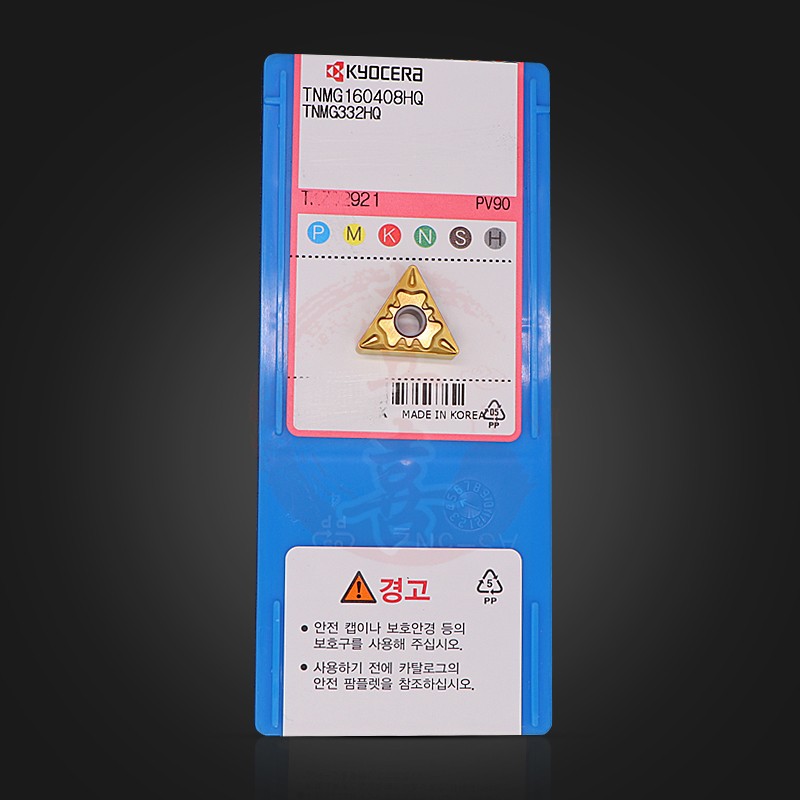 KYOCERA
TNMG160408HQ
TNMG332HQ
2921
PV90
P M K N S H
MADE IN KOREA
05
PP
喜
5
PP
경고
• 안전 캡이나 보호안경 등의
보호구를 사용해 주십시오.
• 사용하기 전에 카탈로그의
안전 팜플렛을 참조하십시오.